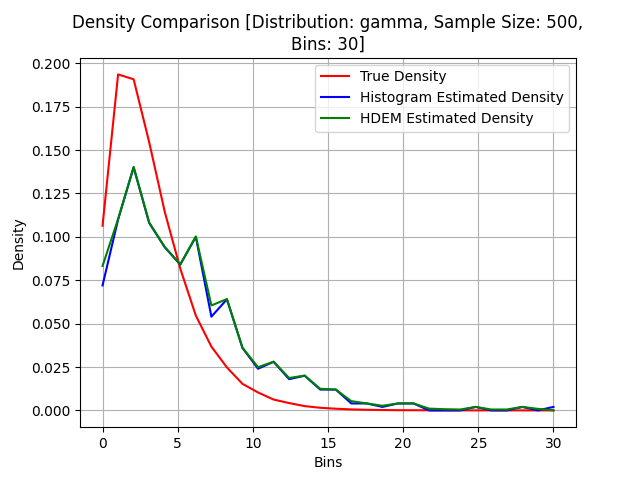 Density Comparison [Distribution: gamma, Sample Size: 500,
Bins: 30]
True Density
Histogram Estimated Density
HDEM Estimated Density
Density
0.200
0.175
0.150
0.125
0.100
0.075
0.050
0.025
0.000
0 5 10 15 20 25 30
Bins